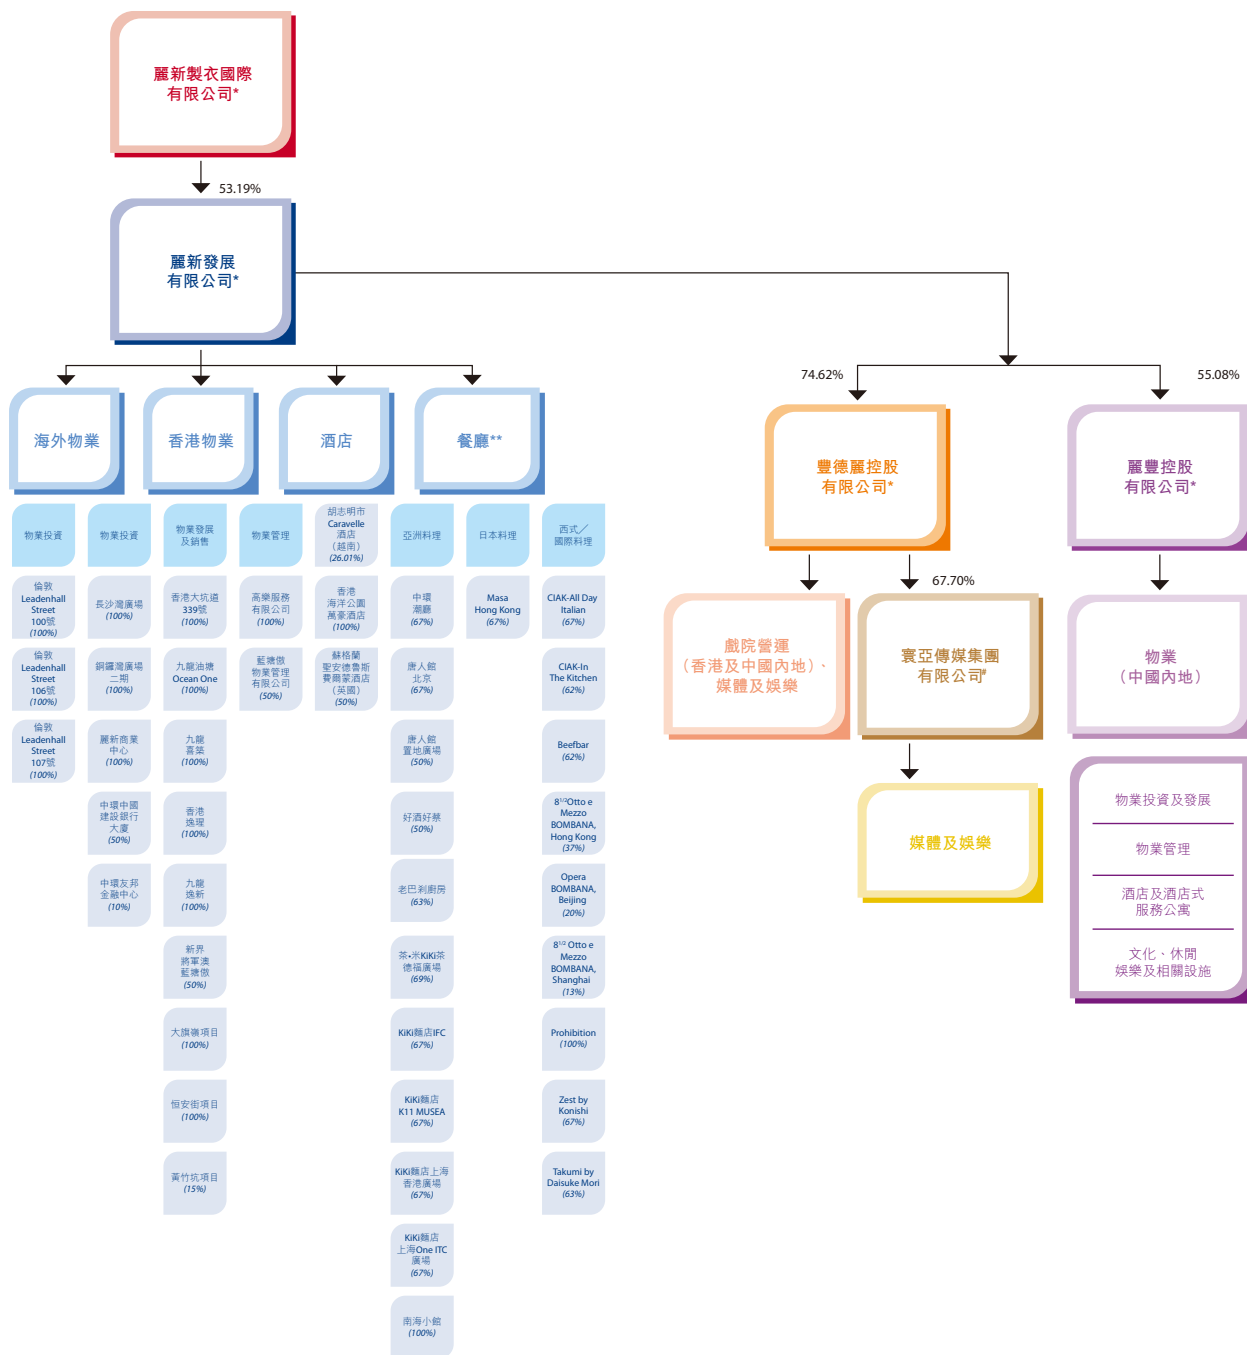 麗新製衣國際
有限公司*
53.19%
麗新發展
有限公司*
74.62%
55.08%
海外物業
香港物業
酒店
餐廳**
豐德麗控股
有限公司*
麗豐控股
有限公司*
物業投資
倫敦
Leadenhall
Street
100號
(100%)
倫敦
Leadenhall
Street
106號
(100%)
倫敦
Leadenhall
Street
107號
(100%)
物業投資
長沙灣廣場
(100%)
銅鑼灣廣場
二期
(100%)
麗新商業
中心
(100%)
中環中國
建設銀行
大廈
(50%)
中環友邦
金融中心
(10%)
物業發展
及銷售
香港大坑道
339號
(100%)
九龍油塘
Ocean One
(100%)
九龍
喜築
(100%)
香港
逸瑆
(100%)
九龍
逸新
(100%)
新界
將軍澳
藍塘傲
(50%)
大旗嶺項目
(100%)
恒安街項目
(100%)
黃竹坑項目
(15%)
物業管理
高樂服務
有限公司
(100%)
藍塘傲
物業管理
有限公司
(50%)
胡志明市
Caravelle
酒店
（越南）
(26.01%)
香港
海洋公園
萬豪酒店
(100%)
蘇格蘭
聖安德魯斯
費爾蒙酒店
（英國）
(50%)
亞洲料理
中環
潮廳
(67%)
唐人館
北京
(67%)
唐人館
置地廣場
(50%)
好酒好蔡
(50%)
老巴刹廚房
(63%)
茶•米KiKi茶
德福廣場
(69%)
KiKi麵店IFC
(67%)
KiKi麵店
K11 MUSEA
(67%)
KiKi麵店上海
香港廣場
(67%)
KiKi麵店
上海One ITC
廣場
(67%)
南海小館
(100%)
日本料理
Masa
Hong Kong
(67%)
西式／
國際料理
CIAK-All Day
Italian
(67%)
CIAK-In
The Kitchen
(62%)
Beefbar
(62%)
81/2Otto e
Mezzo
BOMBANA,
Hong Kong
(37%)
Opera
BOMBANA,
Beijing
(20%)
81/2 Otto e
Mezzo
BOMBANA,
Shanghai
(13%)
Prohibition
(100%)
Zest by
Konishi
(67%)
Takumi by
Daisuke Mori
(63%)
67.70%
戲院營運
（香港及中國內地）、
媒體及娛樂
寰亞傳媒集團
有限公司#
媒體及娛樂
物業
（中國內地）
物業投資及發展
物業管理
酒店及酒店式
服務公寓
文化、休閒
娛樂及相關設施